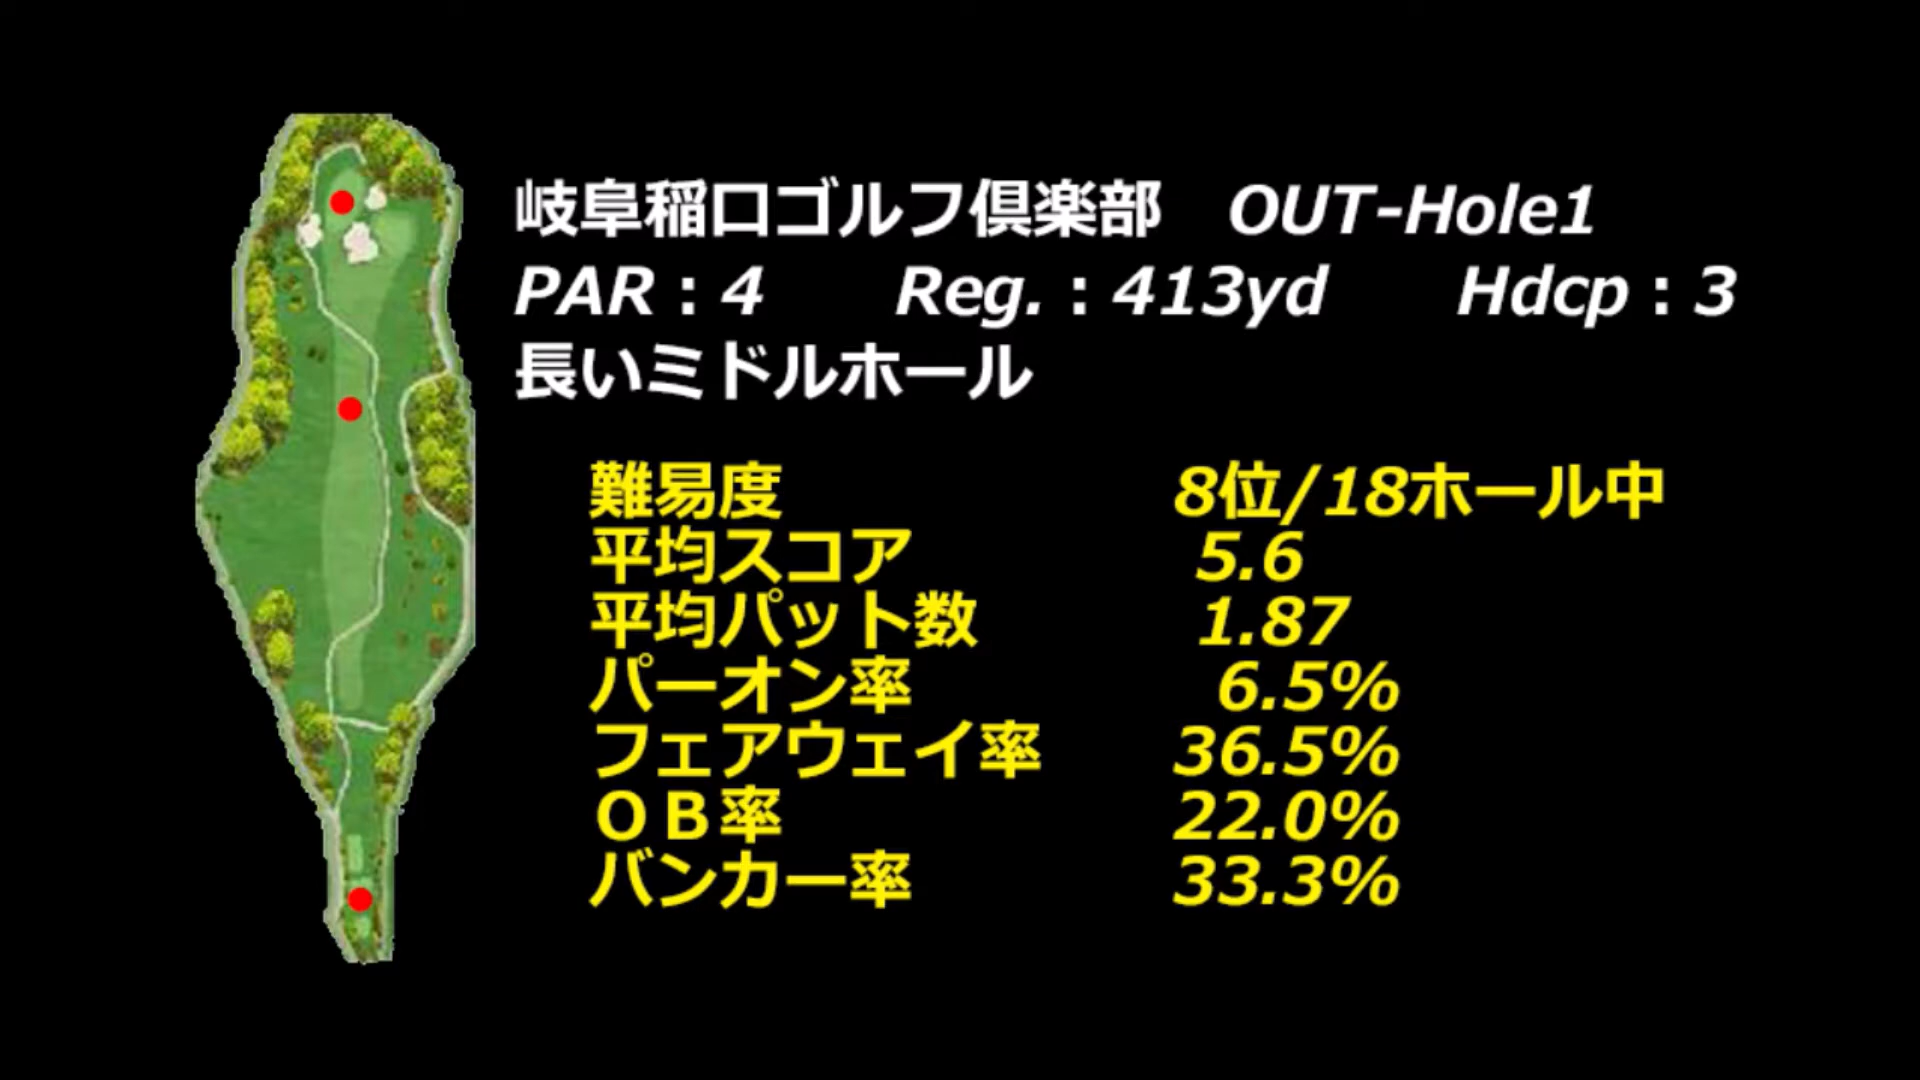 岐阜稲口ゴルフ倶楽部　OUT-Hole1
PAR：4　Reg.：413yd　Hdcp：3
長いミドルホール
難易度　8位/18ホール中
平均スコア　5.6
平均パット数　1.87
パーオン率　6.5%
フェアウェイ率　36.5%
ＯＢ率　22.0%
バンカー率　33.3%